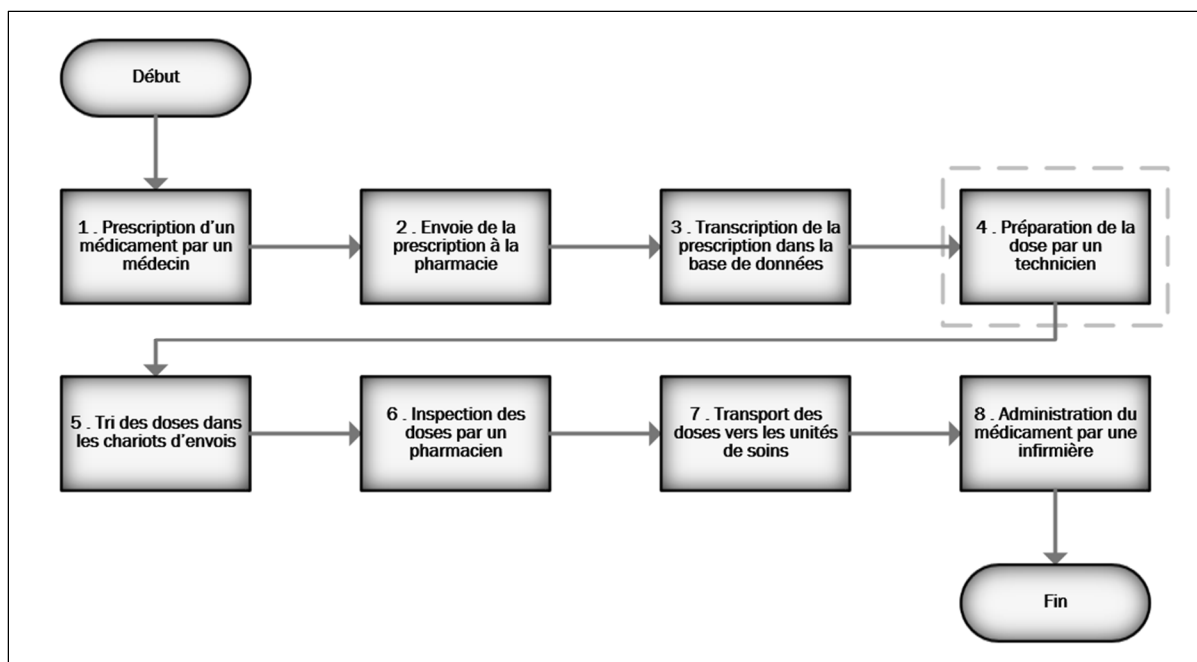 Début
1 . Prescription d'un
médicament par un
médecin
2 . Envoie de la
prescription à la
pharmacie
3 . Transcription de la
prescription dans la
base de données
4 . Préparation de la
dose par un
technicien
5 . Tri des doses dans
les chariots d'envois
6 . Inspection des
doses par un
pharmacien
7 . Transport des
doses vers les unités
de soins
8 . Administration du
médicament par une
infirmière
Fin